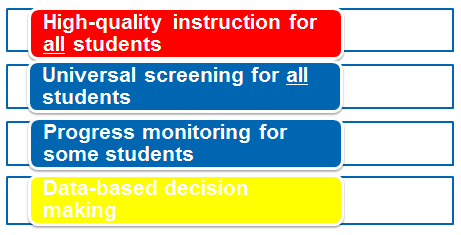 High-quality instruction for
all students
Universal screening for all
students
Progress monitoring for
some students
Data-based decision
making